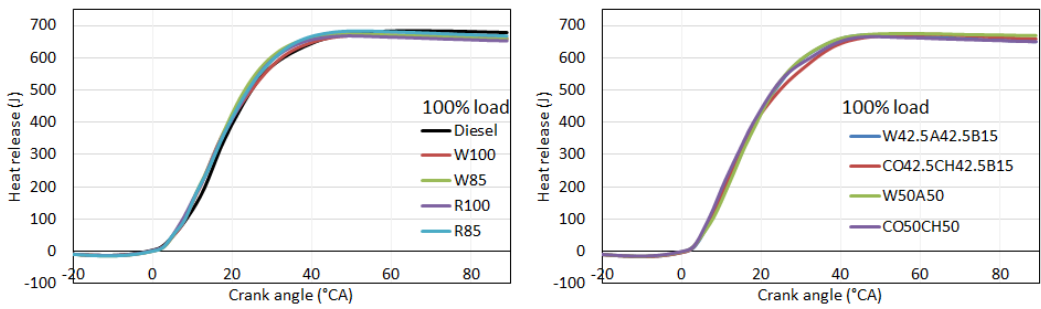 700
600
500
400
300
200
100
0
-100
Heat release (J)
-20
0
20
40
60
80
Crank angle (°CA)
100% load
Diesel
W100
W85
R100
R85
700
600
500
400
300
200
100
0
-100
Heat release (J)
-20
0
20
40
60
80
Crank angle (°CA)
100% load
W42.5A42.5B15
CO42.5CH42.5B15
W50A50
CO50CH50